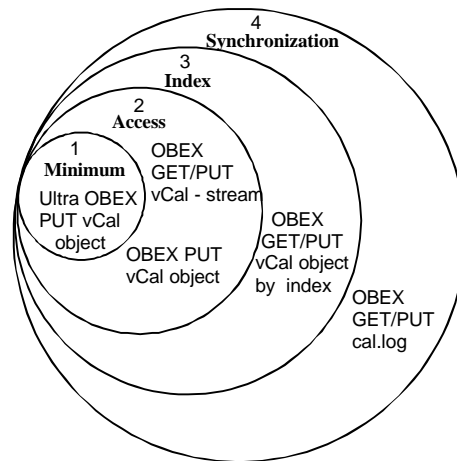 4
Synchronization
3
Index
2
Access
1
Minimum
Ultra OBEX
PUT vCal
object
OBEX
GET/PUT
vCal - stream
OBEX PUT
vCal object
OBEX
GET/PUT
vCal object
by index
OBEX
GET/PUT
cal.log